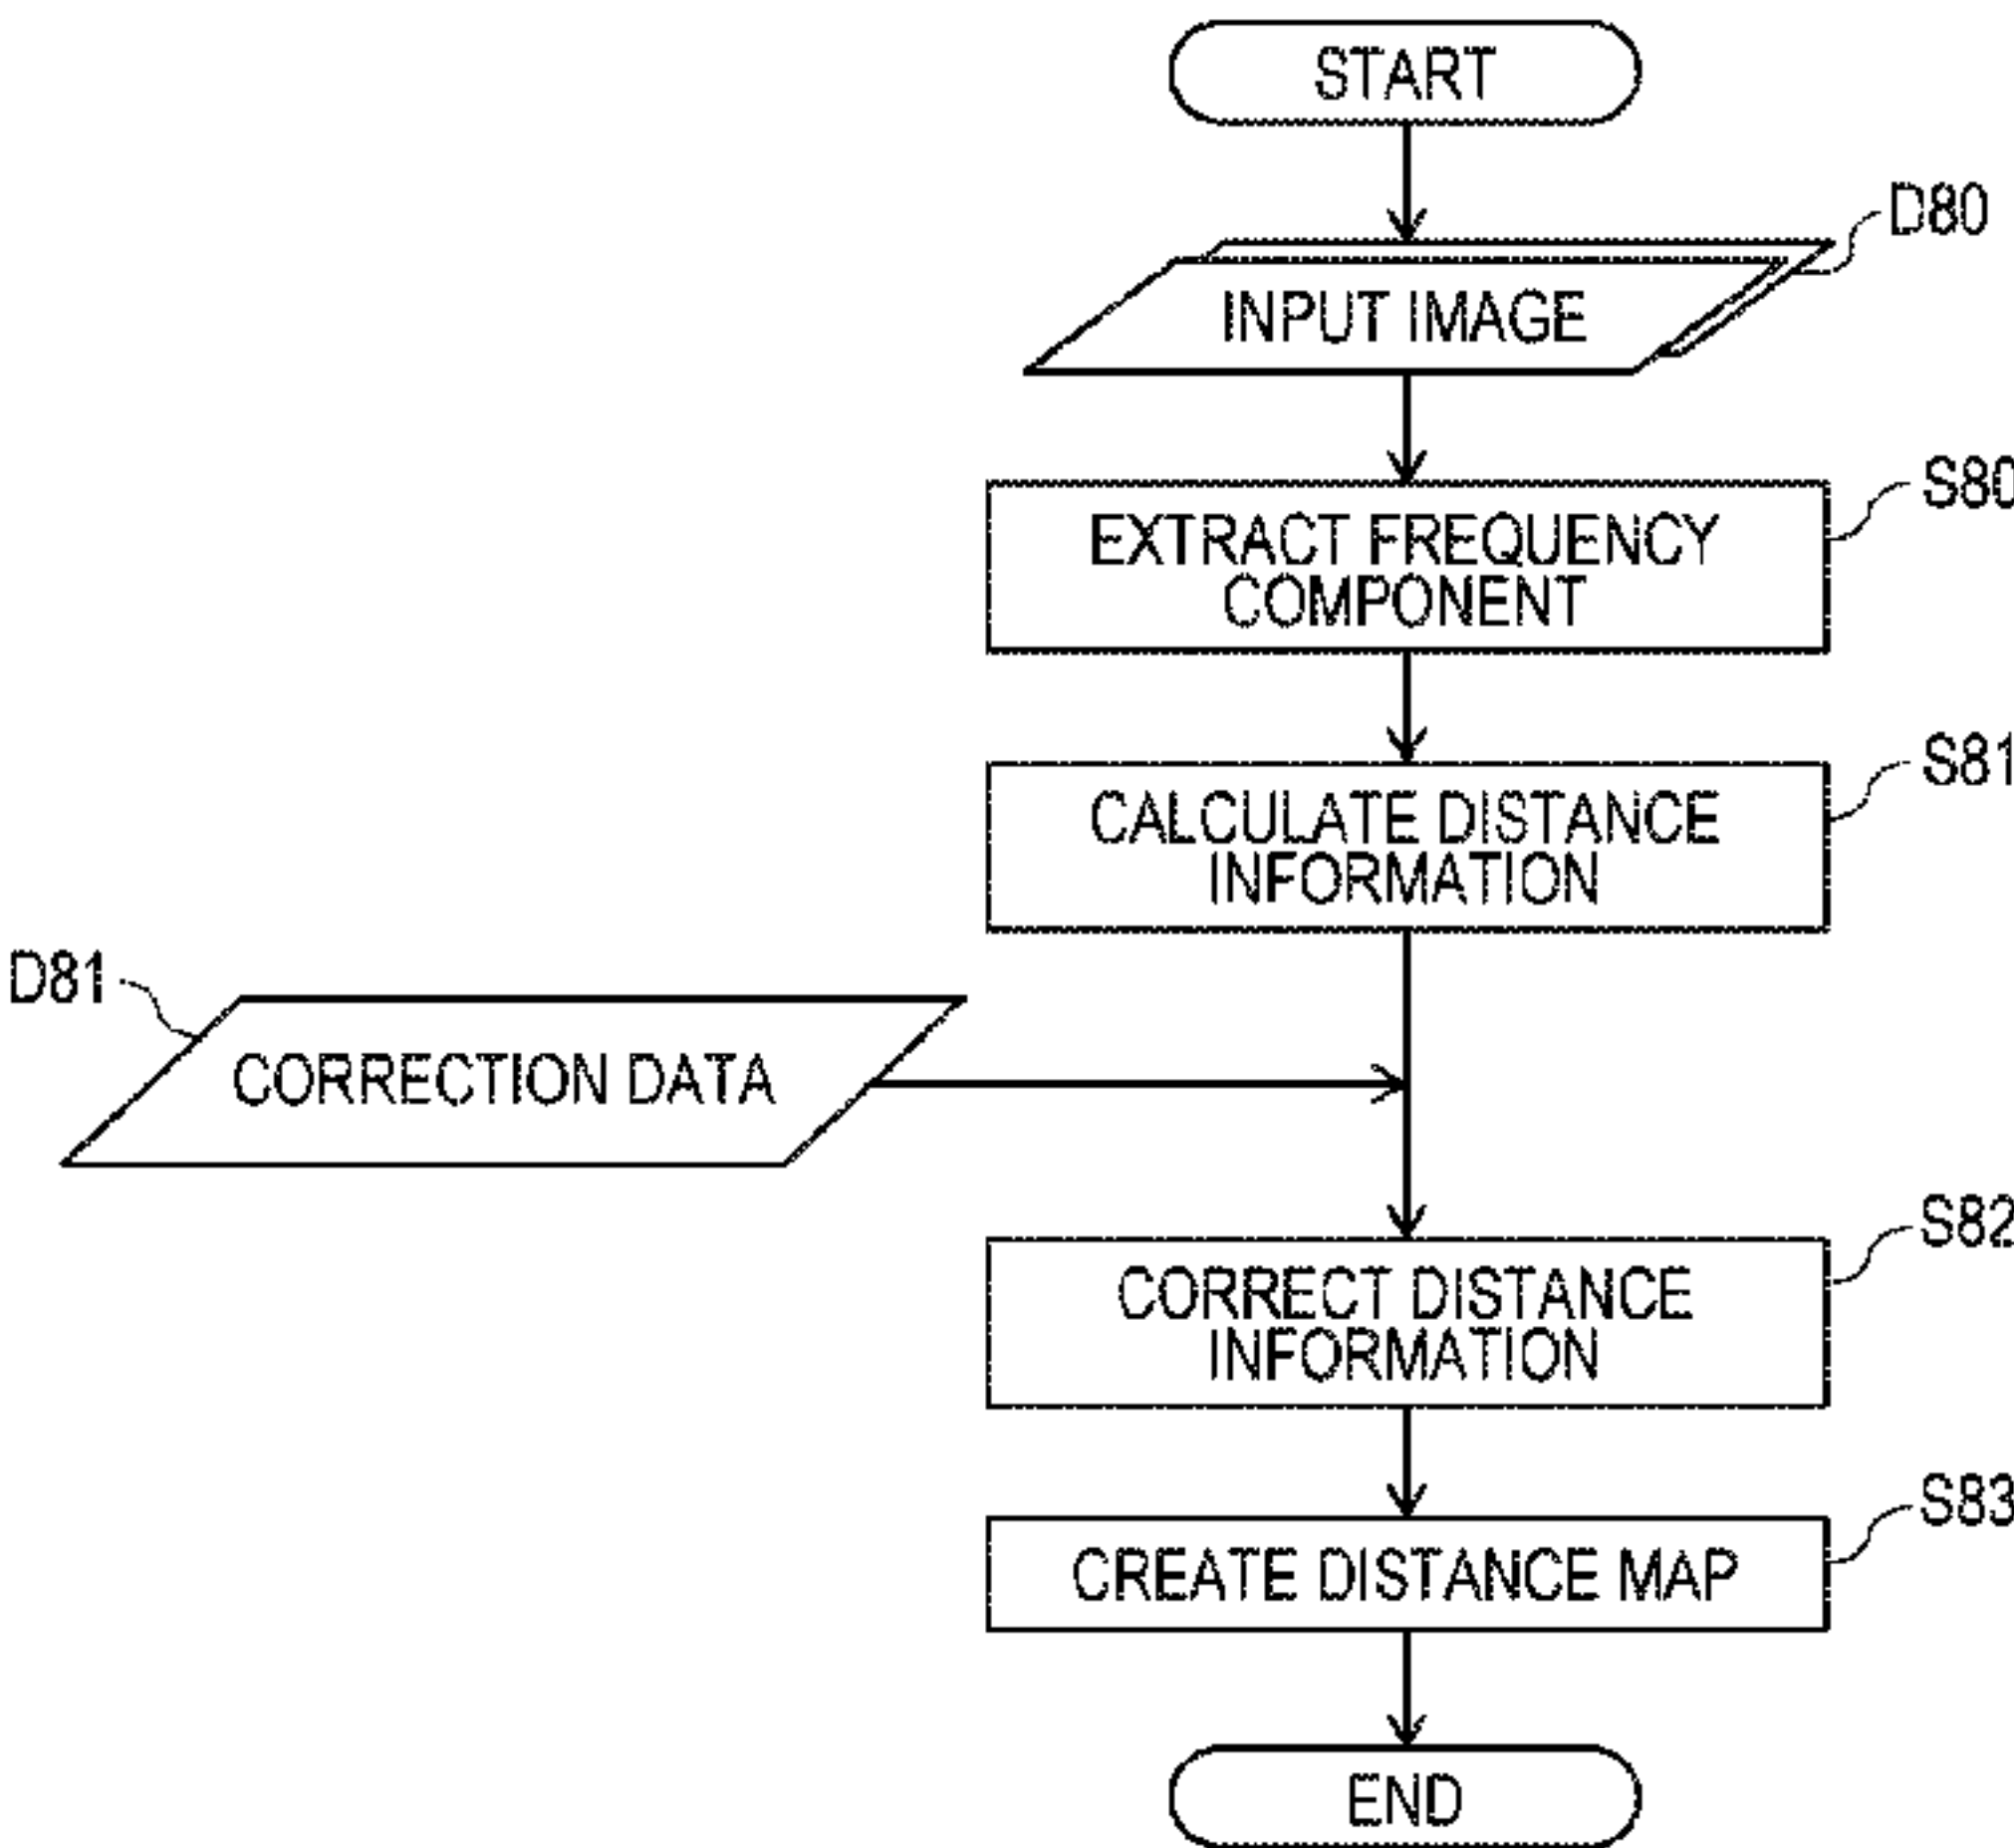 START
D80
INPUT IMAGE
S80
EXTRACT FREQUENCY
COMPONENT
S81
CALCULATE DISTANCE
INFORMATION
D81
CORRECTION DATA
S82
CORRECT DISTANCE
INFORMATION
S83
CREATE DISTANCE MAP
END